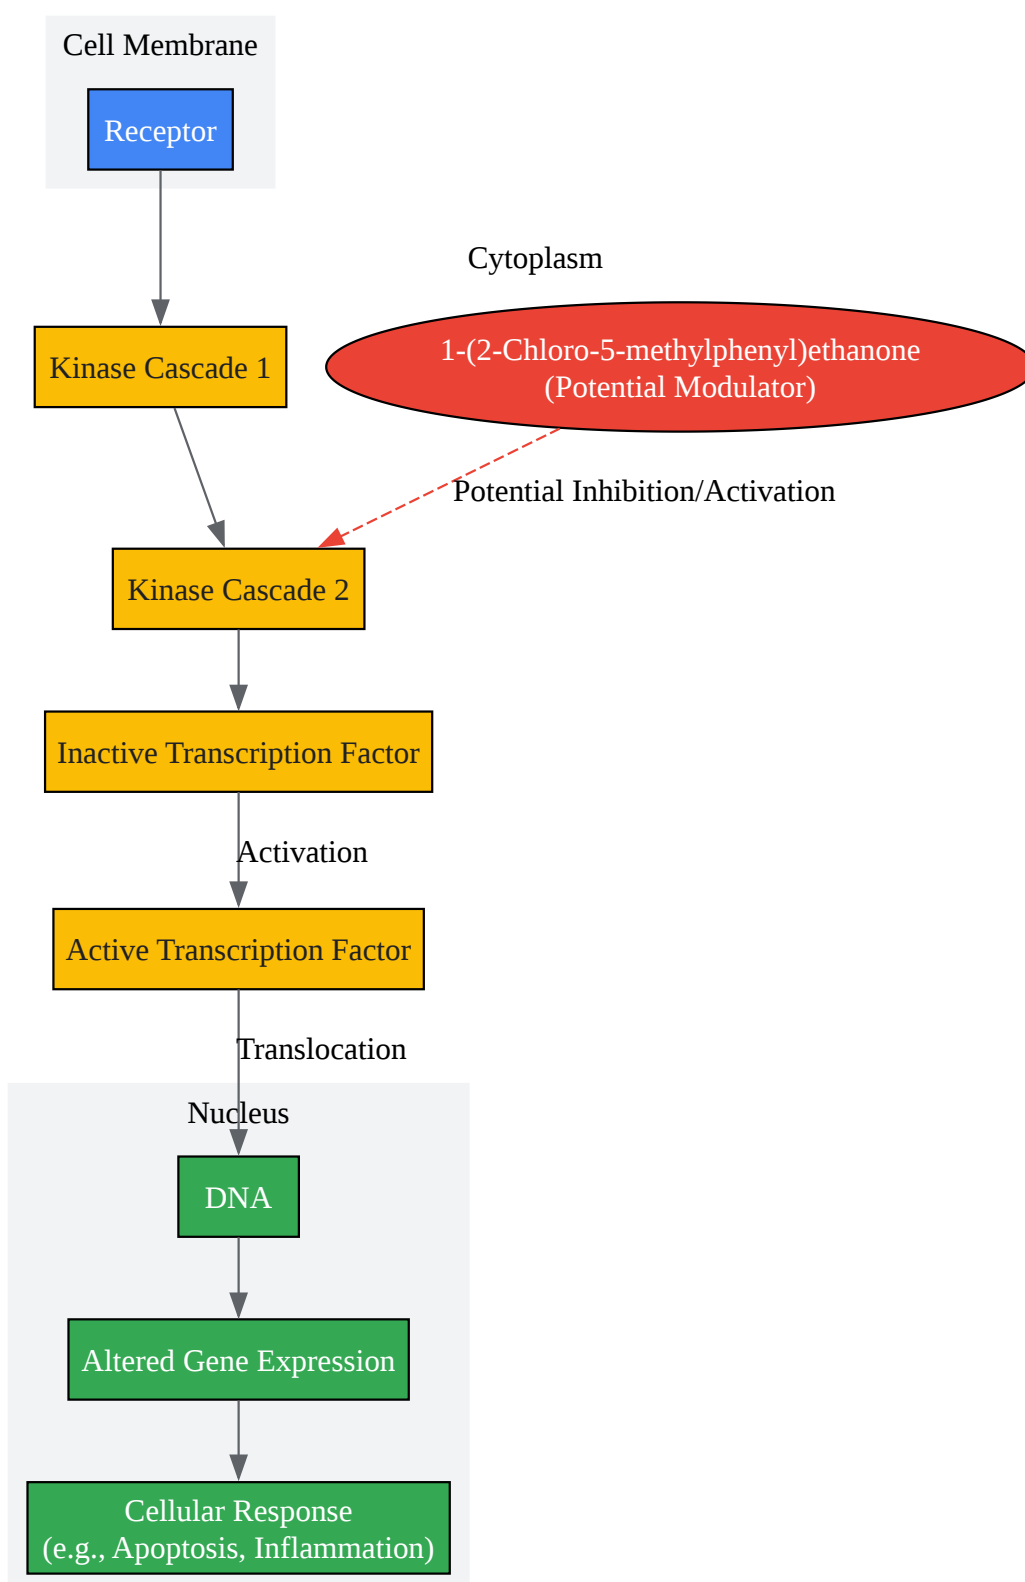 Cell Membrane
Receptor
Cytoplasm
Kinase Cascade 1
1-(2-Chloro-5-methylphenyl)ethanone
(Potential Modulator)
Potential Inhibition/Activation
Kinase Cascade 2
Inactive Transcription Factor
Activation
Active Transcription Factor
Translocation
Nucleus
DNA
Altered Gene Expression
Cellular Response
(e.g., Apoptosis, Inflammation)